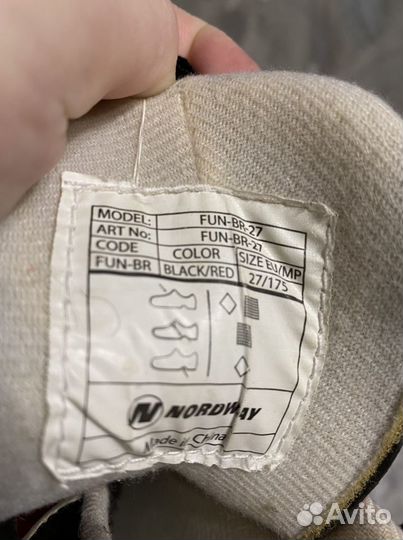 MODEL: FUN-BR-27
ART No: FUN-BR-27
CODE COLOR SIZE EU/MP
FUN-BR BLACK/RED 27/175
NORDWAY
Made in China
Avito